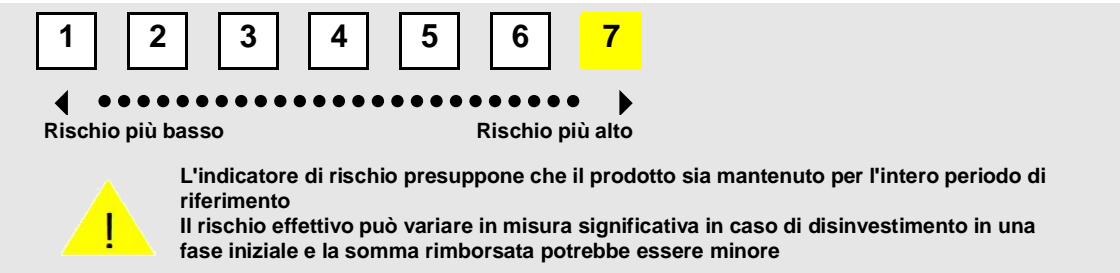 1 2 3 4 5 6 7
Rischio più basso Rischio più alto
L'indicatore di rischio presuppone che il prodotto sia mantenuto per l'intero periodo di
riferimento
Il rischio effettivo può variare in misura significativa in caso di disinvestimento in una
fase iniziale e la somma rimborsata potrebbe essere minore
!